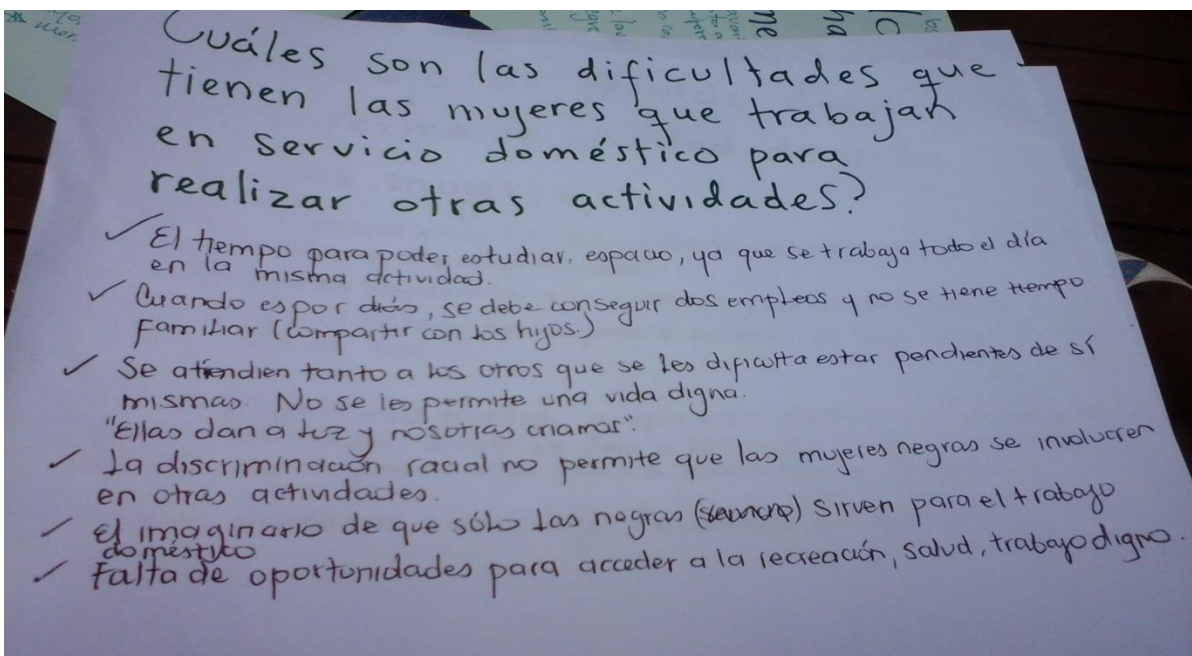 Cuáles son las dificultades que
tienen las mujeres que trabajan
en servicio doméstico para
realizar otras actividades?
✓ El tiempo para poder estudiar, espacio, ya que se trabaja todo el día
en la misma actividad.
✓ Cuando es por días, se debe conseguir dos empleos y no se tiene tiempo
Familiar (compartir con los hijos.)
✓ Se atiendien tanto a los otros que se les dificulta estar pendientes de sí
mismas. No se les permite una vida digna.
"Ellas dan a luz y nosotras criamos".
✓ La discriminación racial no permite que las mujeres negras se involucren
en otras actividades.
✓ El imaginario de que sólo las negras sirven para el trabajo
doméstico
✓ Falta de oportunidades para acceder a la recreación, salud, trabajo digno.